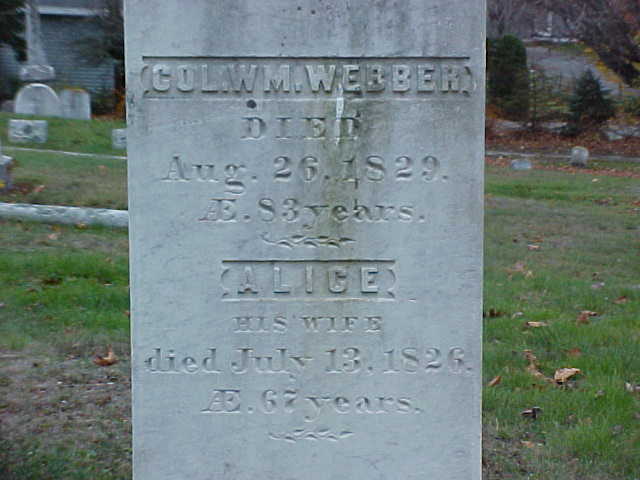 COL. WM. WEBBER
DIED
Aug. 26. 1829.
Æ. 83 years.
ALICE
HIS WIFE
died July 13, 1826.
Æ. 67 years.